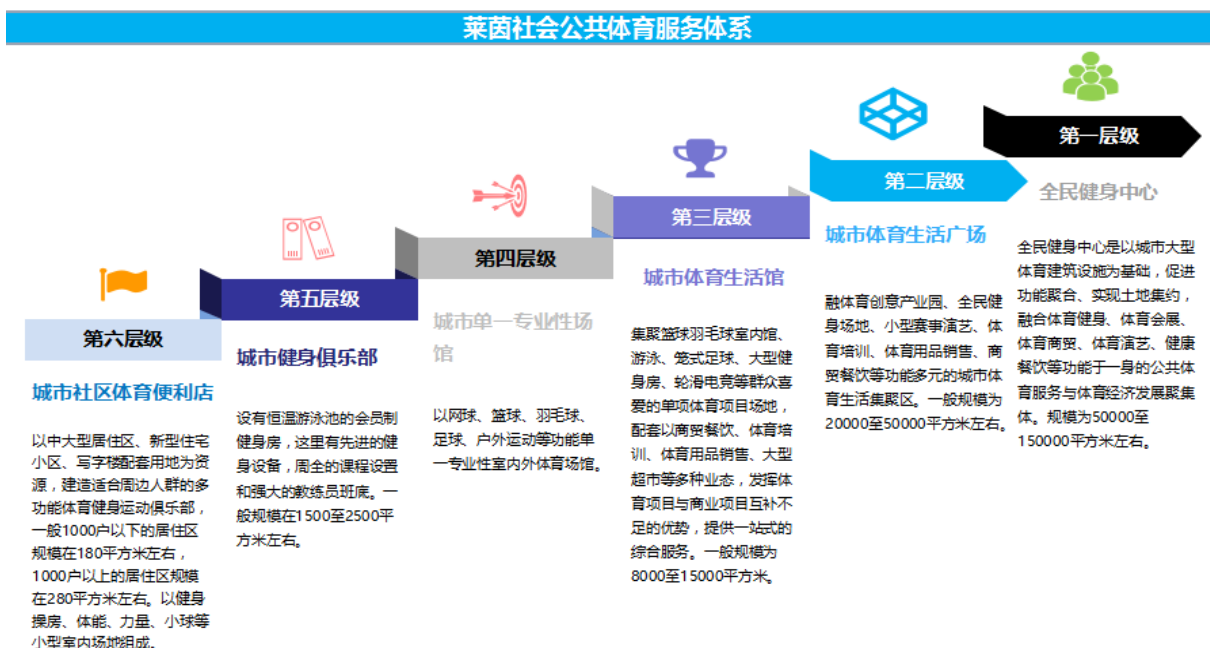 莱茵社会公共体育服务体系
第一层级
全民健身中心
全民健身中心是以城市大型
体育建筑设施为基础，促进
功能聚合、实现土地集约，
融合体育健身、体育会展、
体育商贸、体育演艺、健康
餐饮等功能于一身的公共体
育服务与体育经济发展聚集
体。规模为50000至
150000平方米左右。
第二层级
城市体育生活广场
融体育创意产业园、全民健
身场地、小型赛事演艺、体
育培训、体育用品销售、商
贸餐饮等功能多元的城市体
育生活集聚区。一般规模为
20000至50000平方米左右。
第三层级
城市体育生活馆
集聚篮球羽毛球室内馆、
游泳、笼式足球、大型健
身房、轮滑电竞等群众喜
爱的单项体育项目场地，
配套以商贸餐饮、体育培
训、体育用品销售、大型
超市等多种业态，发挥体
育项目与商业项目互补不
足的优势，提供一站式的
综合服务。一般规模为
8000至15000平方米。
第四层级
城市单一专业性场
馆
以网球、篮球、羽毛球、
足球、户外运动等功能单
一专业性室内外体育场馆。
第五层级
城市健身俱乐部
设有恒温游泳池的会员制
健身房，这里有先进的健
身设备，周全的课程设置
和强大的教练员班底。一
般规模在1500至2500平
方米左右。
第六层级
城市社区体育便利店
以中大型居住区、新型住宅
小区、写字楼配套用地为资
源，建造适合周边人群的多
功能体育健身运动俱乐部，
一般1000户以下的居住区
规模在180平方米左右，
1000户以上的居住区规模
在280平方米左右。以健身
操房、体能、力量、小球等
小型室内场地组成。